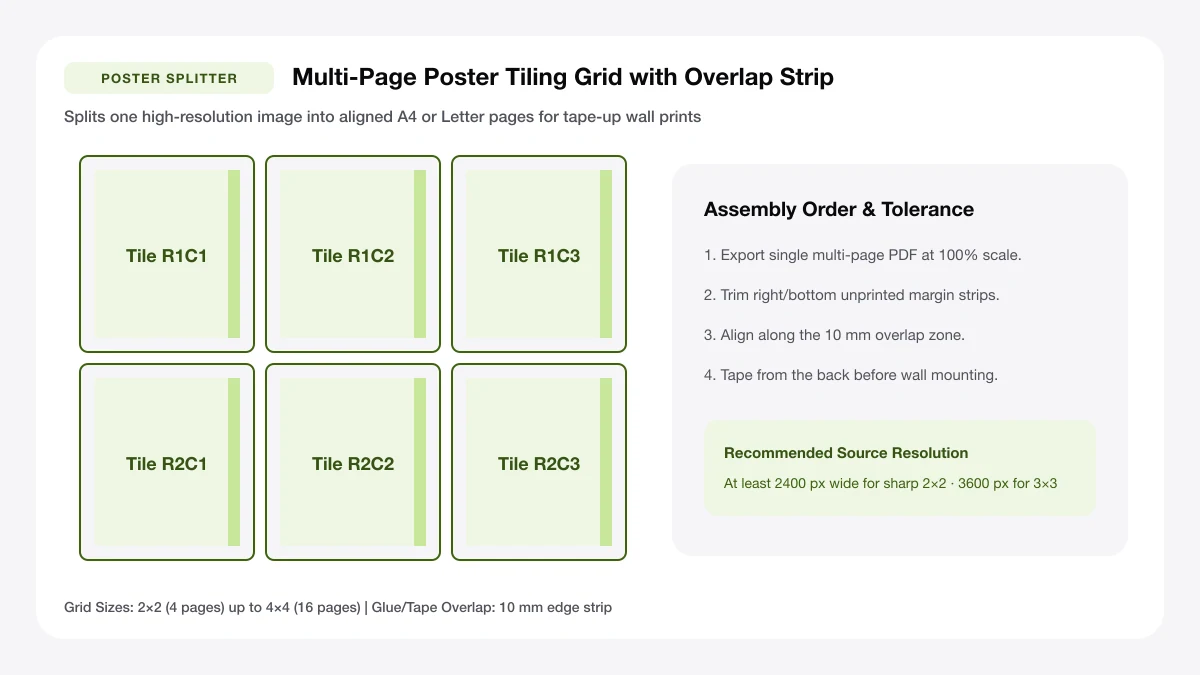 POSTER SPLITTER
Multi-Page Poster Tiling Grid with Overlap Strip
Splits one high-resolution image into aligned A4 or Letter pages for tape-up wall prints
Tile R1C1
Tile R1C2
Tile R1C3
Tile R2C1
Tile R2C2
Tile R2C3
Assembly Order & Tolerance
1. Export single multi-page PDF at 100% scale.
2. Trim right/bottom unprinted margin strips.
3. Align along the 10 mm overlap zone.
4. Tape from the back before wall mounting.
Recommended Source Resolution
At least 2400 px wide for sharp 2×2 · 3600 px for 3×3
Grid Sizes: 2×2 (4 pages) up to 4×4 (16 pages) | Glue/Tape Overlap: 10 mm edge strip